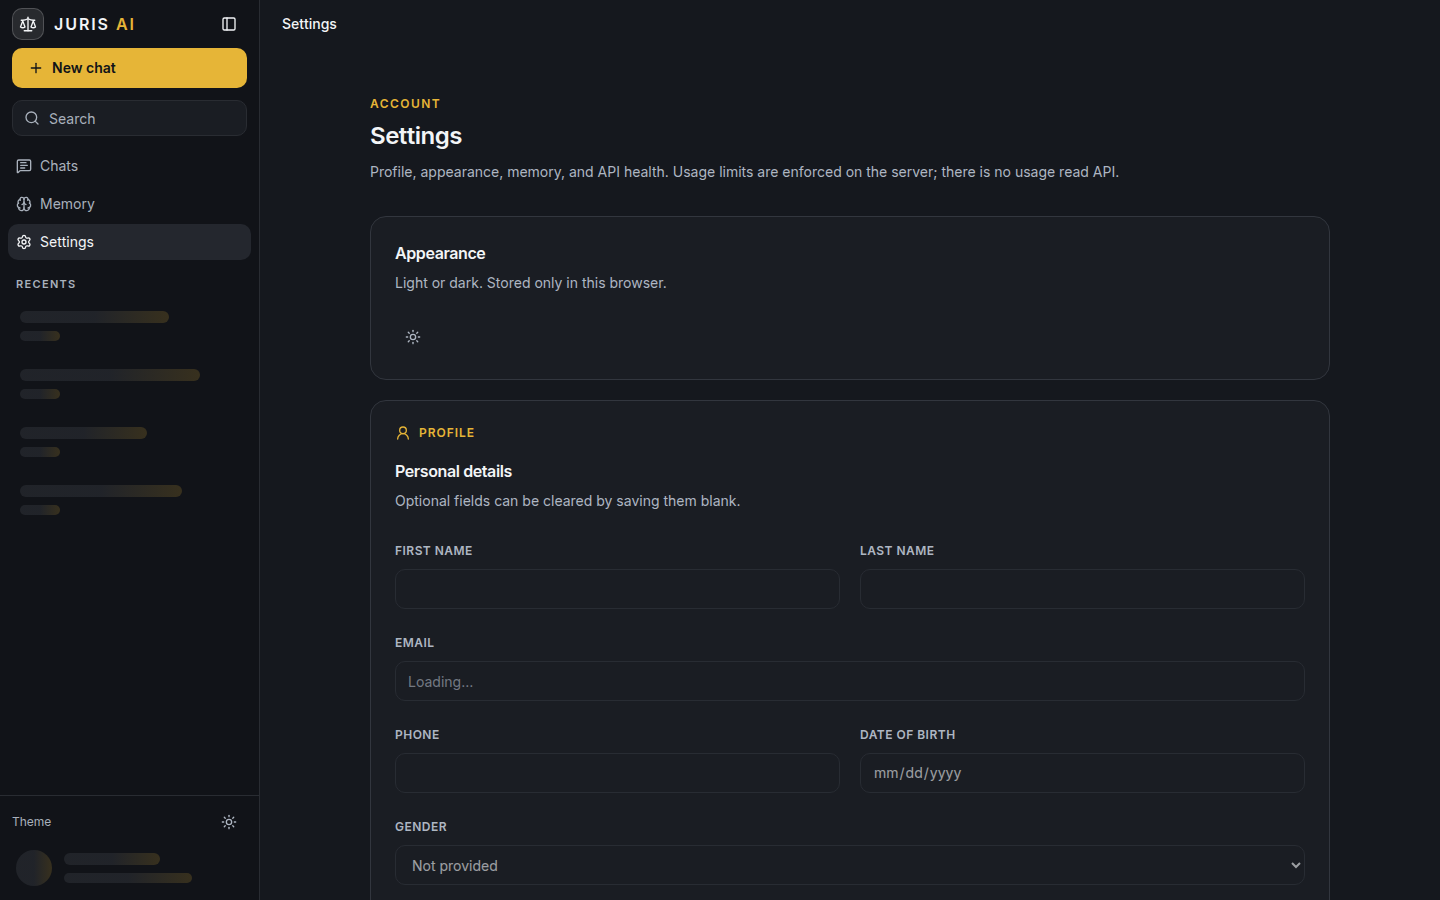 JURIS AI
New chat
Search
Chats
Memory
Settings
RECENTS
Theme
Settings
ACCOUNT
Settings
Profile, appearance, memory, and API health. Usage limits are enforced on the server; there is no usage read API.
Appearance
Light or dark. Stored only in this browser.
PROFILE
Personal details
Optional fields can be cleared by saving them blank.
FIRST NAME
LAST NAME
EMAIL
Loading...
PHONE
DATE OF BIRTH
mm/dd/yyyy
GENDER
Not provided